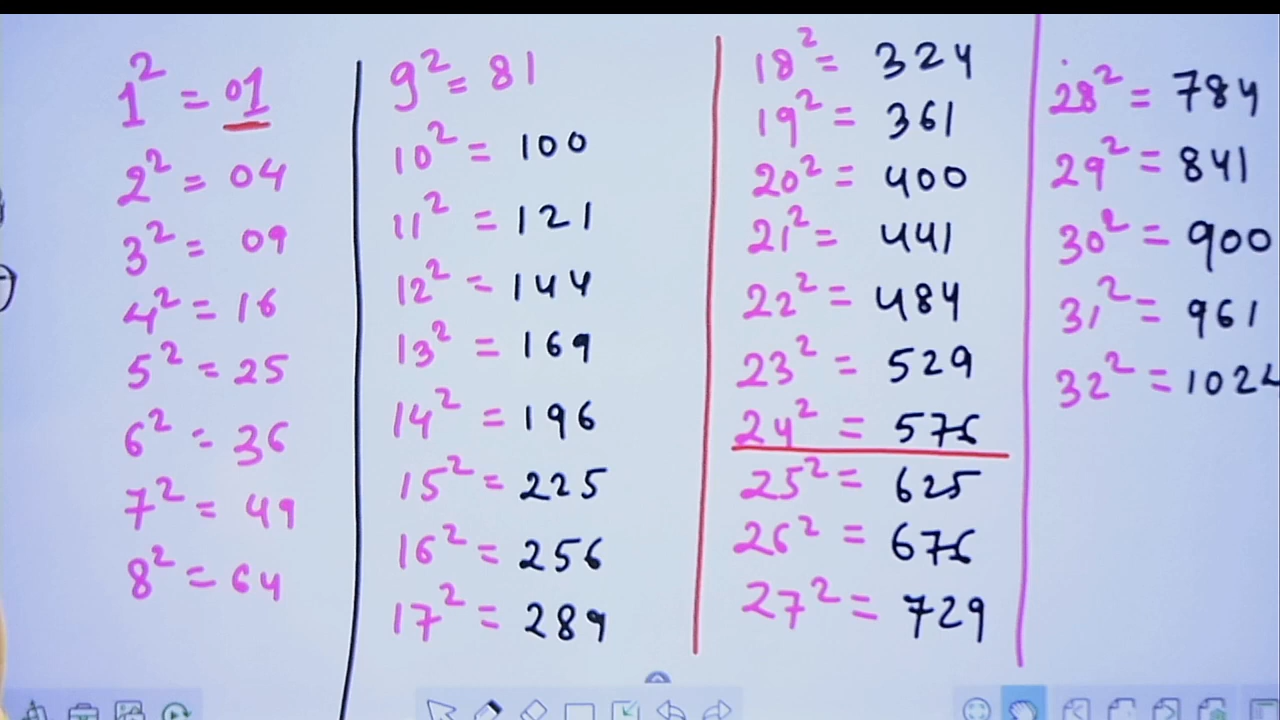 1² = 01
2² = 04
3² = 09
4² = 16
5² = 25
6² = 36
7² = 49
8² = 64
9² = 81
10² = 100
11² = 121
12² = 144
13² = 169
14² = 196
15² = 225
16² = 256
17² = 289
18² = 324
19² = 361
20² = 400
21² = 441
22² = 484
23² = 529
24² = 576
25² = 625
26² = 676
27² = 729
28² = 784
29² = 841
30² = 900
31² = 961
32² = 1024